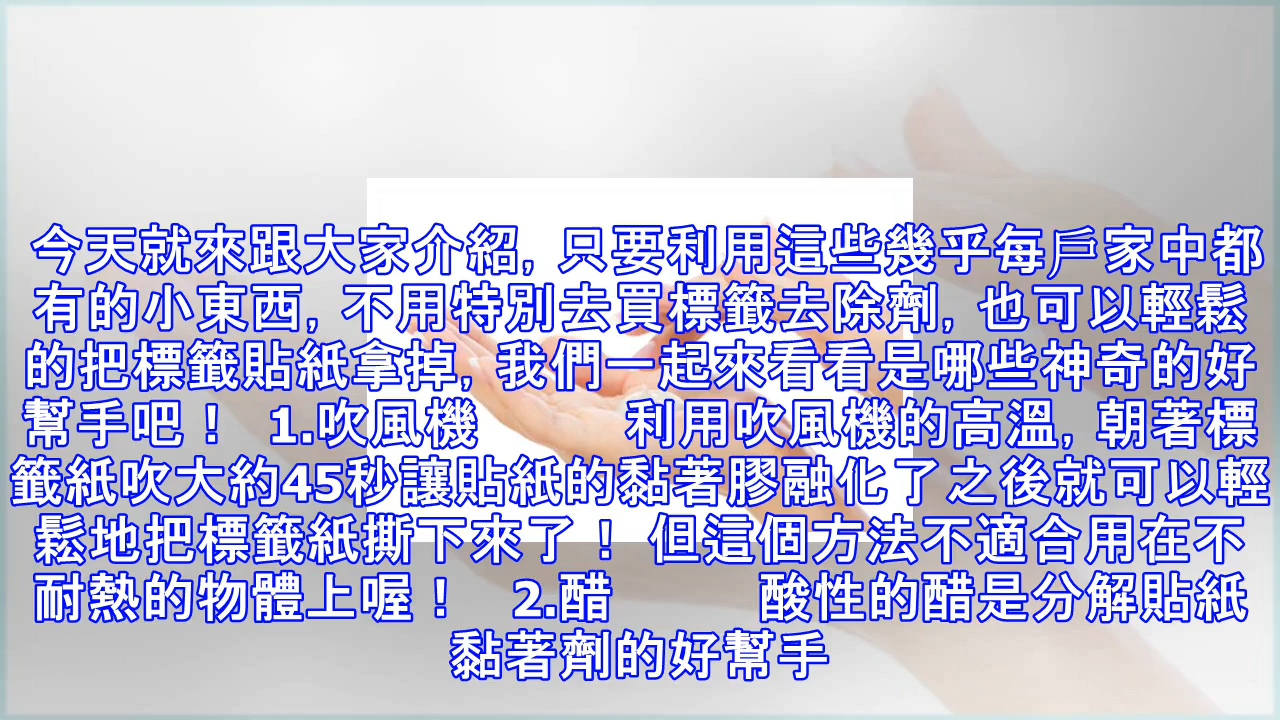 今天就來跟大家介紹, 只要利用這些幾乎每戶家中都
有的小東西, 不用特別去買標籤去除劑, 也可以輕鬆
的把標籤貼紙拿掉, 我們一起來看看是哪些神奇的好
幫手吧！ 1.吹風機 利用吹風機的高溫, 朝著標
籤紙吹大約45秒讓貼紙的黏著膠融化了之後就可以輕
鬆地把標籤紙撕下來了！ 但這個方法不適合用在不
耐熱的物體上喔！ 2.醋 酸性的醋是分解貼紙
黏著劑的好幫手